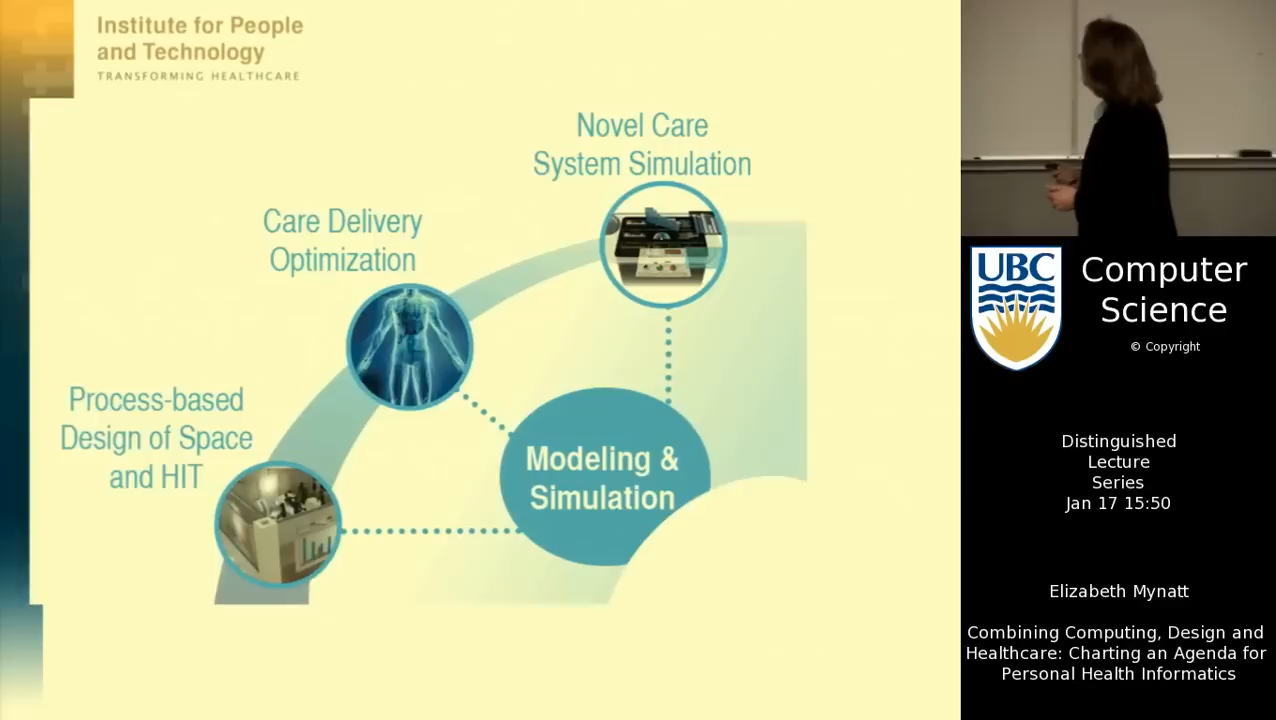 Institute for People
and Technology
TRANSFORMING HEALTHCARE
Novel Care
System Simulation
Care Delivery
Optimization
Process-based
Design of Space
and HIT
Modeling &
Simulation
UBC
Computer
Science
© Copyright
Distinguished
Lecture
Series
Jan 17 15:50
Elizabeth Mynatt
Combining Computing, Design and
Healthcare: Charting an Agenda for
Personal Health Informatics